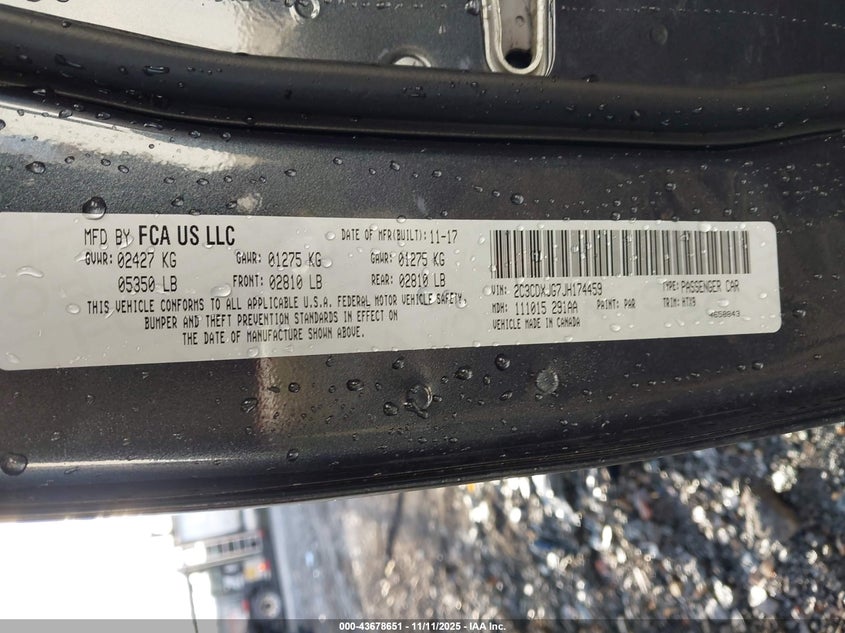 MFD BY FCA US LLC DATE OF MFR(BUILT): 11-17
GVWR: 02427 KG GAWR: 01275 KG GAWR: 01275 KG
05350 LB FRONT: 02810 LB REAR: 02810 LB
THIS VEHICLE CONFORMS TO ALL APPLICABLE U.S.A. FEDERAL MOTOR VEHICLE SAFETY,
BUMPER AND THEFT PREVENTION STANDARDS IN EFFECT ON
THE DATE OF MANUFACTURE SHOWN ABOVE.
VIN: 2C3CDXJG7JH174459 TYPE: PASSENGER CAR
MDH: 111015 291AA PAINT: PAR TRIM: HTX9
VEHICLE MADE IN CANADA 4658843
000-43678651 - 11/11/2025 - IAA Inc.